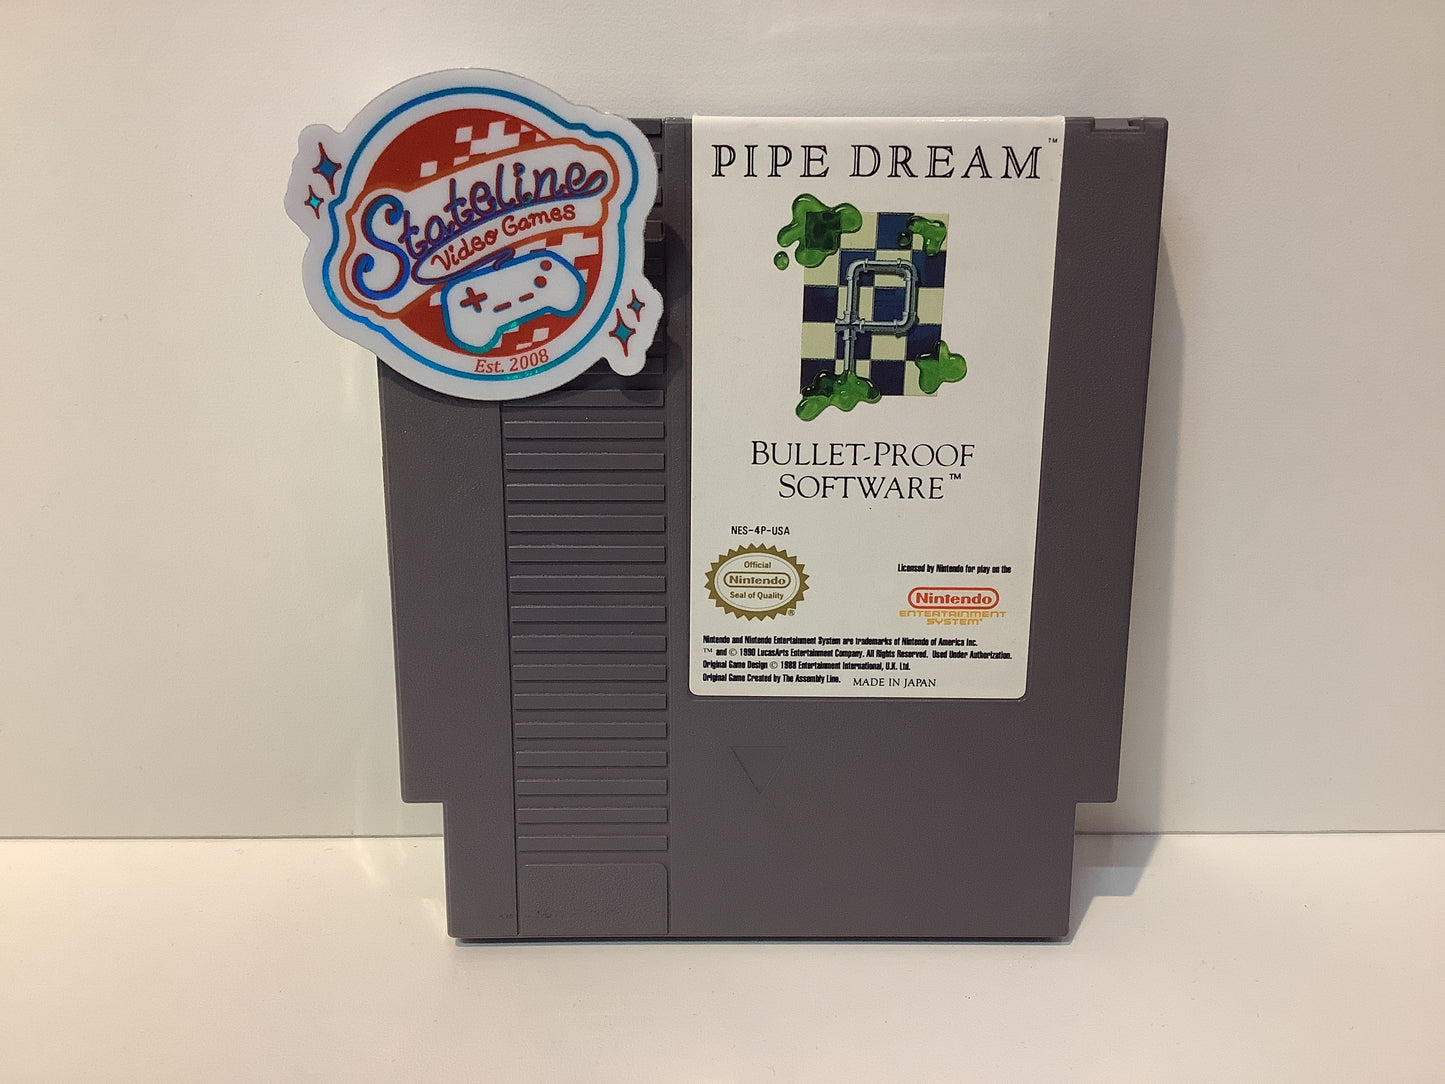 Stateline
Video Games
Est. 2008
PIPE DREAM™
BULLET-PROOF
SOFTWARE™
NES-4P-USA
Official
Nintendo
Seal of Quality
®
Licensed by Nintendo for play on the
Nintendo
ENTERTAINMENT
SYSTEM®
Nintendo and Nintendo Entertainment System are trademarks of Nintendo of America Inc.
™ and © 1990 LucasArts Entertainment Company. All Rights Reserved. Used Under Authorization.
Original Game Design © 1988 Entertainment International, U.K. Ltd.
Original Game Created by The Assembly Line. MADE IN JAPAN